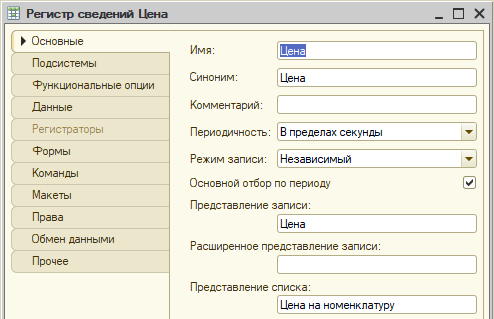 Регистр сведений Цена
Основные
Подсистемы
Функциональные опции
Данные
Регистраторы
Формы
Команды
Макеты
Права
Обмен данными
Прочее
Имя: Цена
Синоним: Цена
Комментарий:
Периодичность: В пределах секунды
Режим записи: Независимый
Основной отбор по периоду
Представление записи:
Цена
Расширенное представление записи:
Представление списка:
Цена на номенклатуру